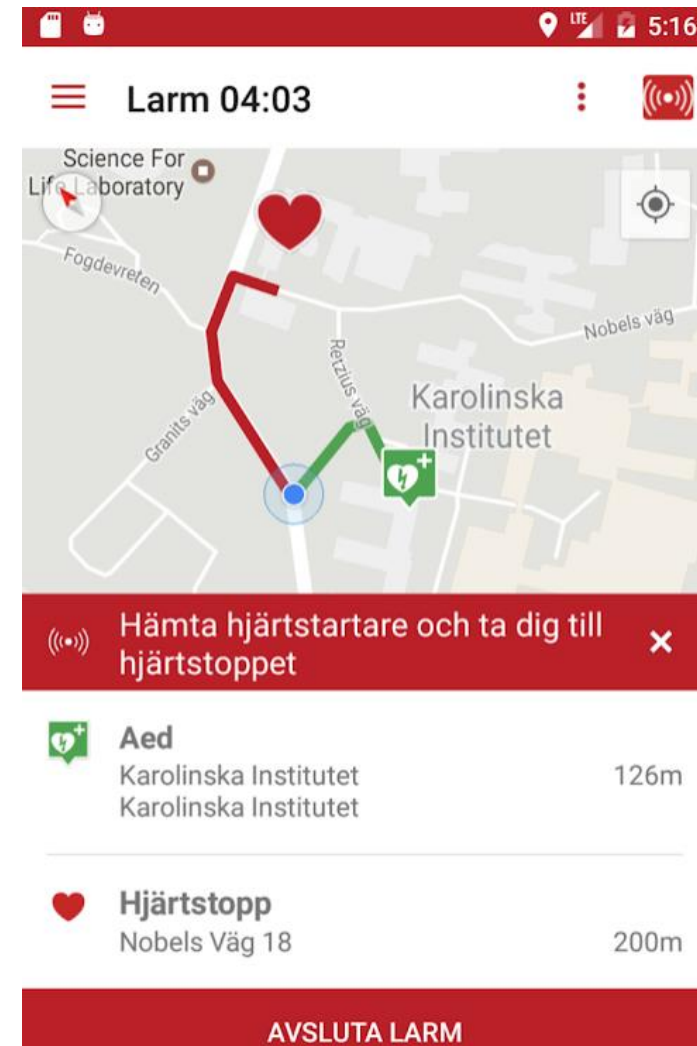 LTE
5:16
Larm 04:03
Science For
Life Laboratory
Fogdevreten
Nobels väg
Retzius väg
Granits väg
Karolinska
Institutet
Hämta hjärtstartare och ta dig till
hjärtstoppet
Aed
Karolinska Institutet
126m
Karolinska Institutet
Hjärtstopp
Nobels Väg 18
200m
AVSLUTA LARM